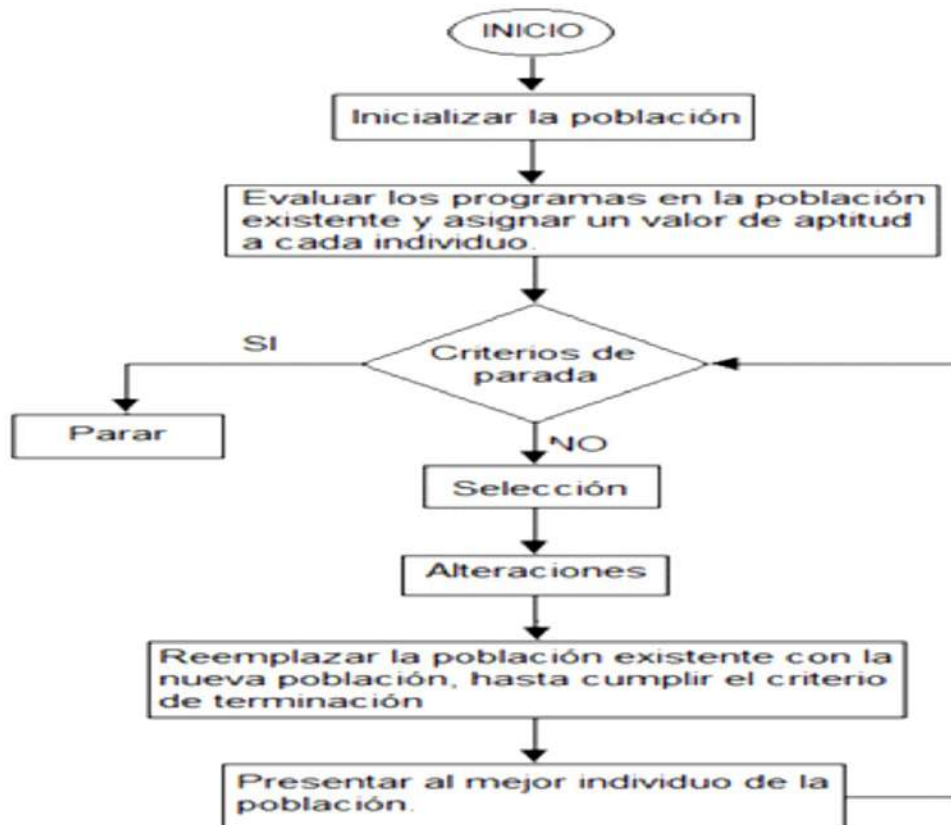 INICIO
Inicializar la población
Evaluar los programas en la población
existente y asignar un valor de aptitud
a cada individuo.
SI
Criterios de
parada
Parar
NO
Selección
Alteraciones
Reemplazar la población existente con la
nueva población, hasta cumplir el criterio
de terminación
Presentar al mejor individuo de la
población.